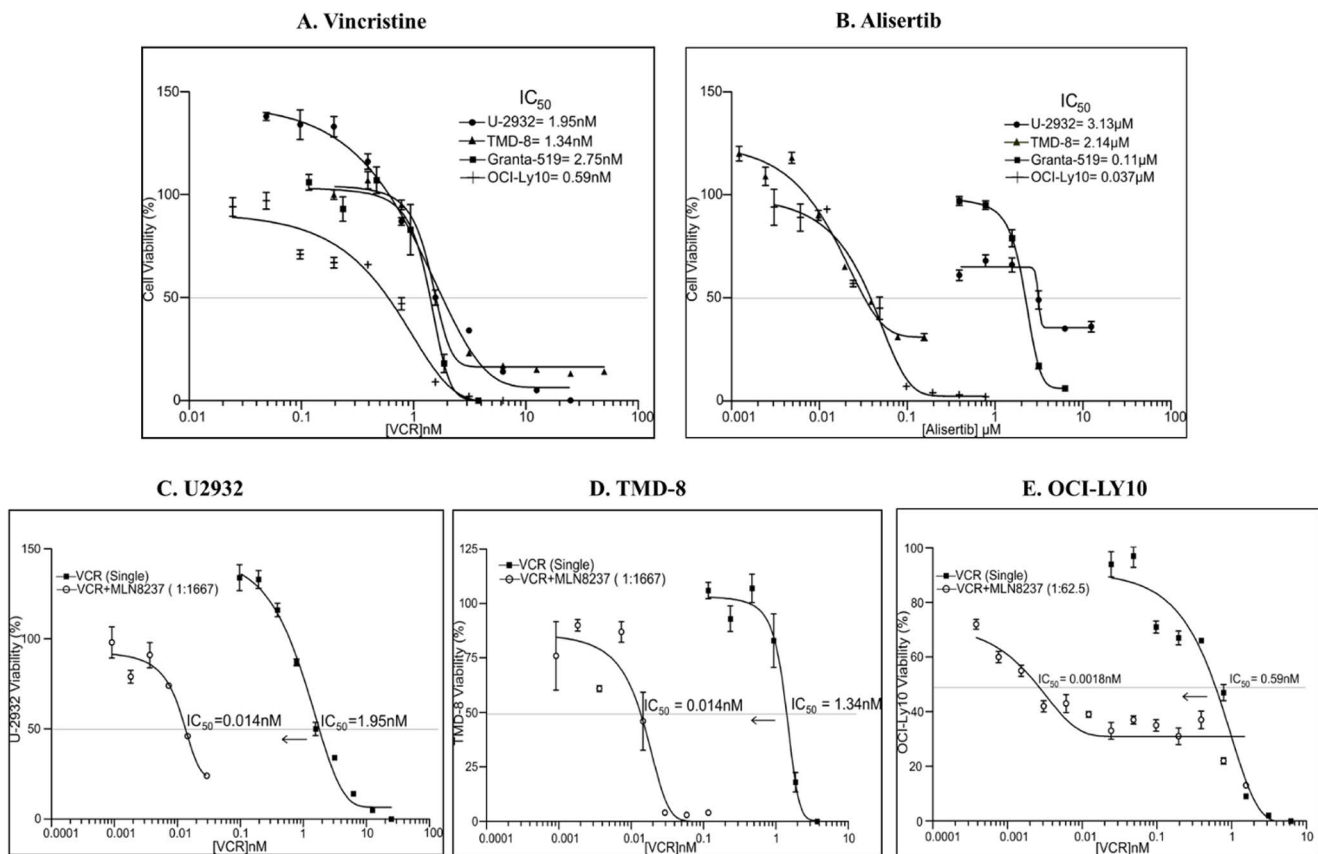 A. Vincristine
Cell Viability (%)
150
100
50
0
0.01
0.1
1
10
100
[VCR]nM
IC50
U-2932= 1.95nM
TMD-8= 1.34nM
Granta-519= 2.75nM
OCI-Ly10= 0.59nM
B. Alisertib
Cell Viability (%)
150
100
50
0
0.001
0.01
0.1
1
10
100
[Alisertib] µM
IC50
U-2932= 3.13µM
TMD-8= 2.14µM
Granta-519= 0.11µM
OCI-Ly10= 0.037µM
C. U2932
U-2932 Viability (%)
150
100
50
0
VCR (Single)
VCR+MLN8237 ( 1:1667)
IC50=0.014nM
IC50=1.95nM
0.0001
0.001
0.01
0.1
1
10
100
[VCR]nM
D. TMD-8
TMD-8 Viability (%)
125
100
75
50
25
0
VCR (Single)
VCR+MLN8237 ( 1:1667)
IC50 = 0.014nM
IC50 = 1.34nM
0.0001
0.001
0.01
0.1
1
10
[VCR]nM
E. OCI-LY10
OCI-Ly10 Viability (%)
100
80
60
40
20
0
VCR (Single)
VCR+MLN8237 (1:62.5)
IC50 = 0.0018nM
IC50 = 0.59nM
0.0001
0.001
0.01
0.1
1
10
[VCR]nM